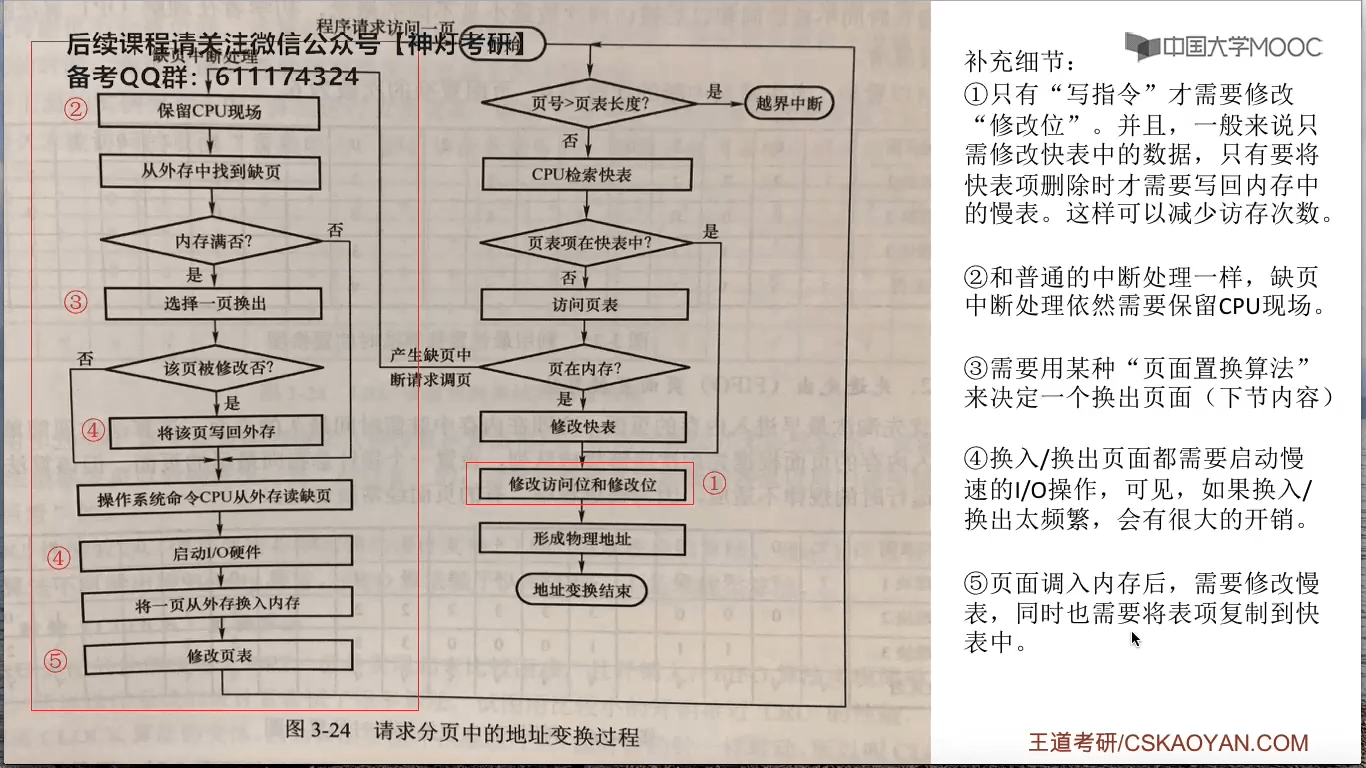 程序请求访问一页
开始
后续课程请关注微信公众号【神灯考研】
备考QQ群：611174324
缺页中断处理
② 保留CPU现场
从外存中找到缺页
内存满否？
否
是
③ 选择一页换出
该页被修改否？
否
是
④ 将该页写回外存
操作系统命令CPU从外存读缺页
④ 启动I/O硬件
将一页从外存换入内存
⑤ 修改页表
页号>页表长度？
是
越界中断
否
CPU检索快表
页表项在快表中？
是
否
访问页表
产生缺页中
断请求调页
页在内存？
是
修改快表
修改访问位和修改位 ①
形成物理地址
地址变换结束
图 3-24 请求分页中的地址变换过程
中国大学MOOC
补充细节：
①只有“写指令”才需要修改
“修改位”。并且，一般来说只
需修改快表中的数据，只有要将
快表项删除时才需要写回内存中
的慢表。这样可以减少访存次数。
②和普通的中断处理一样，缺页
中断处理依然需要保留CPU现场。
③需要用某种“页面置换算法”
来决定一个换出页面（下节内容）
④换入/换出页面都需要启动慢
速的I/O操作，可见，如果换入/
换出太频繁，会有很大的开销。
⑤页面调入内存后，需要修改慢
表，同时也需要将表项复制到快
表中。
王道考研/CSKAOYAN.COM